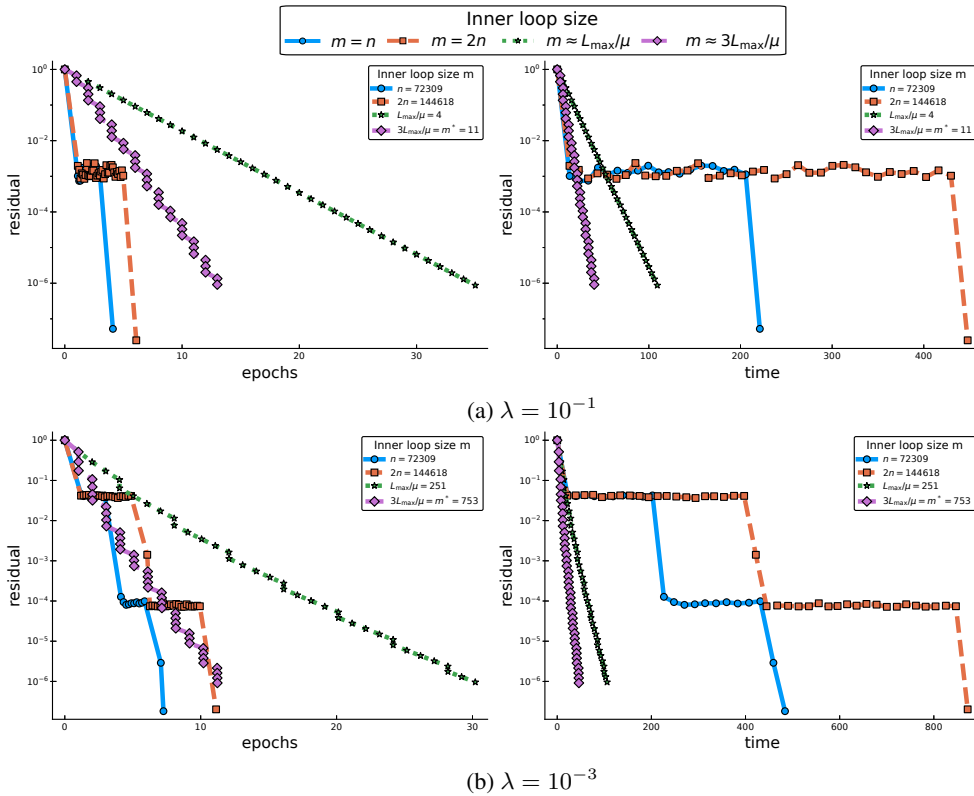 Inner loop size
m = n m = 2n m ≈ L_max/μ m ≈ 3L_max/μ
10^0
10^−2
10^−4
10^−6
residual
0 10 20 30
epochs
Inner loop size m
n = 72309
2n = 144618
L_max/μ = 4
3L_max/μ = m* = 11
10^0
10^−2
10^−4
10^−6
residual
0 100 200 300 400
time
Inner loop size m
n = 72309
2n = 144618
L_max/μ = 4
3L_max/μ = m* = 11
(a) λ = 10^−1
10^0
10^−1
10^−2
10^−3
10^−4
10^−5
10^−6
residual
0 10 20 30
epochs
Inner loop size m
n = 72309
2n = 144618
L_max/μ = 251
3L_max/μ = m* = 753
10^0
10^−1
10^−2
10^−3
10^−4
10^−5
10^−6
residual
0 200 400 600 800
time
Inner loop size m
n = 72309
2n = 144618
L_max/μ = 251
3L_max/μ = m* = 753
(b) λ = 10^−3